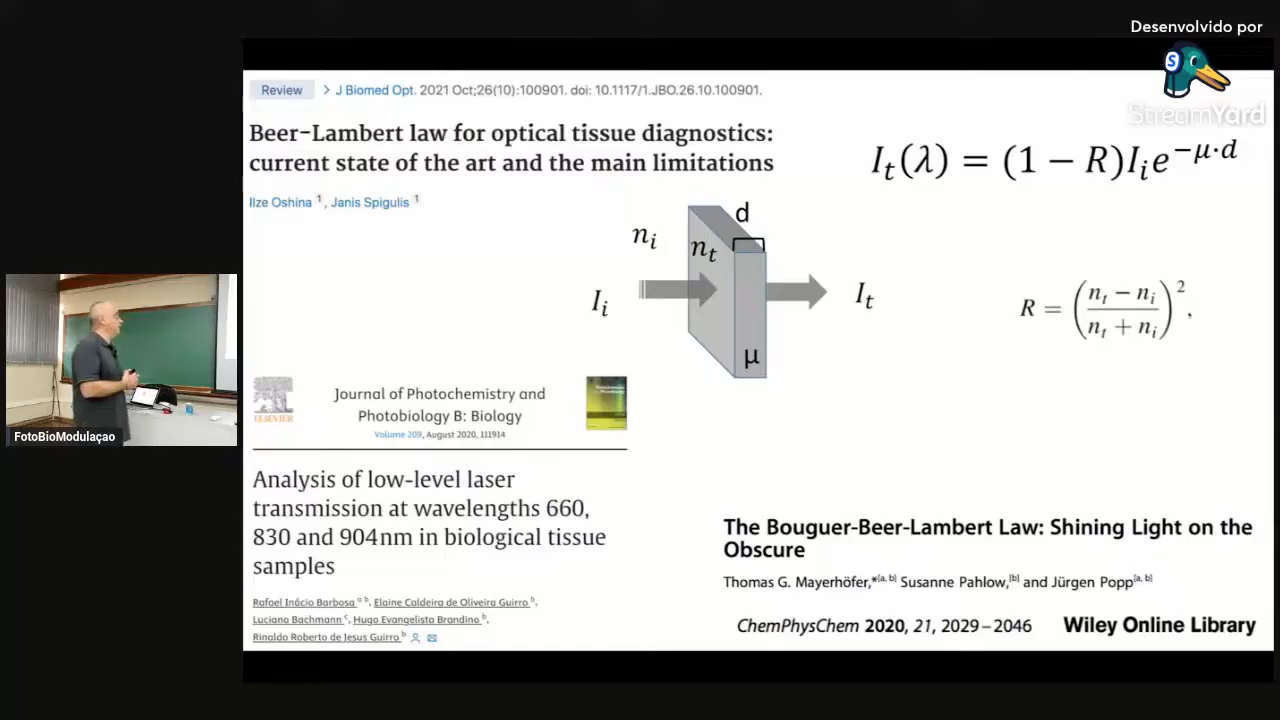 Desenvolvido por
StreamYard
Review
J Biomed Opt. 2021 Oct;26(10):100901. doi: 10.1117/1.JBO.26.10.100901.
Beer-Lambert law for optical tissue diagnostics:
current state of the art and the main limitations
Ilze Oshina 1, Janis Spigulis 1
I_t(λ) = (1 − R)I_i e^{−μ·d}
d
n_i
n_t
I_i
I_t
μ
R = ((n_t − n_i)/(n_t + n_i))^2,
ELSEVIER
Journal of Photochemistry and
Photobiology B: Biology
Volume 209, August 2020, 111914
Analysis of low-level laser
transmission at wavelengths 660,
830 and 904nm in biological tissue
samples
Rafael Inácio Barbosa a b, Elaine Caldeira de Oliveira Guirro b,
Luciano Bachmann c, Hugo Evangelista Brandino b,
Rinaldo Roberto de Jesus Guirro b
The Bouguer-Beer-Lambert Law: Shining Light on the
Obscure
Thomas G. Mayerhöfer,*[a, b] Susanne Pahlow,[b] and Jürgen Popp[a, b]
ChemPhysChem 2020, 21, 2029–2046
Wiley Online Library
FotoBioModulaçao